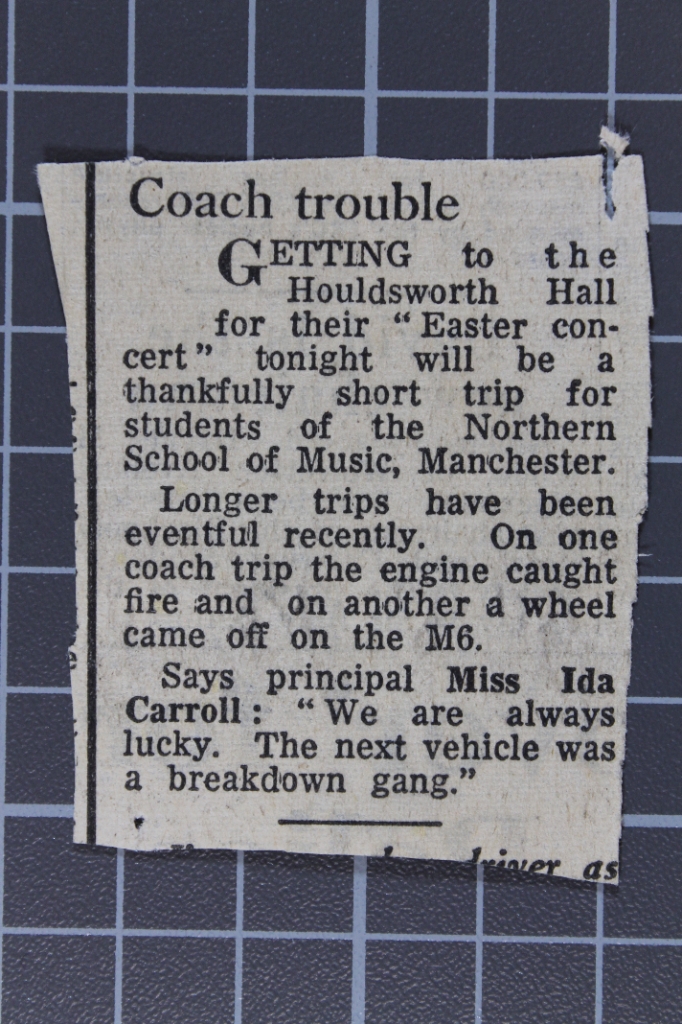 Coach trouble
GETTING to the
Houldsworth Hall
for their "Easter con-
cert" tonight will be a
thankfully short trip for
students of the Northern
School of Music, Manchester.
Longer trips have been
eventful recently. On one
coach trip the engine caught
fire and on another a wheel
came off on the M6.
Says principal Miss Ida
Carroll: "We are always
lucky. The next vehicle was
a breakdown gang."
driver as